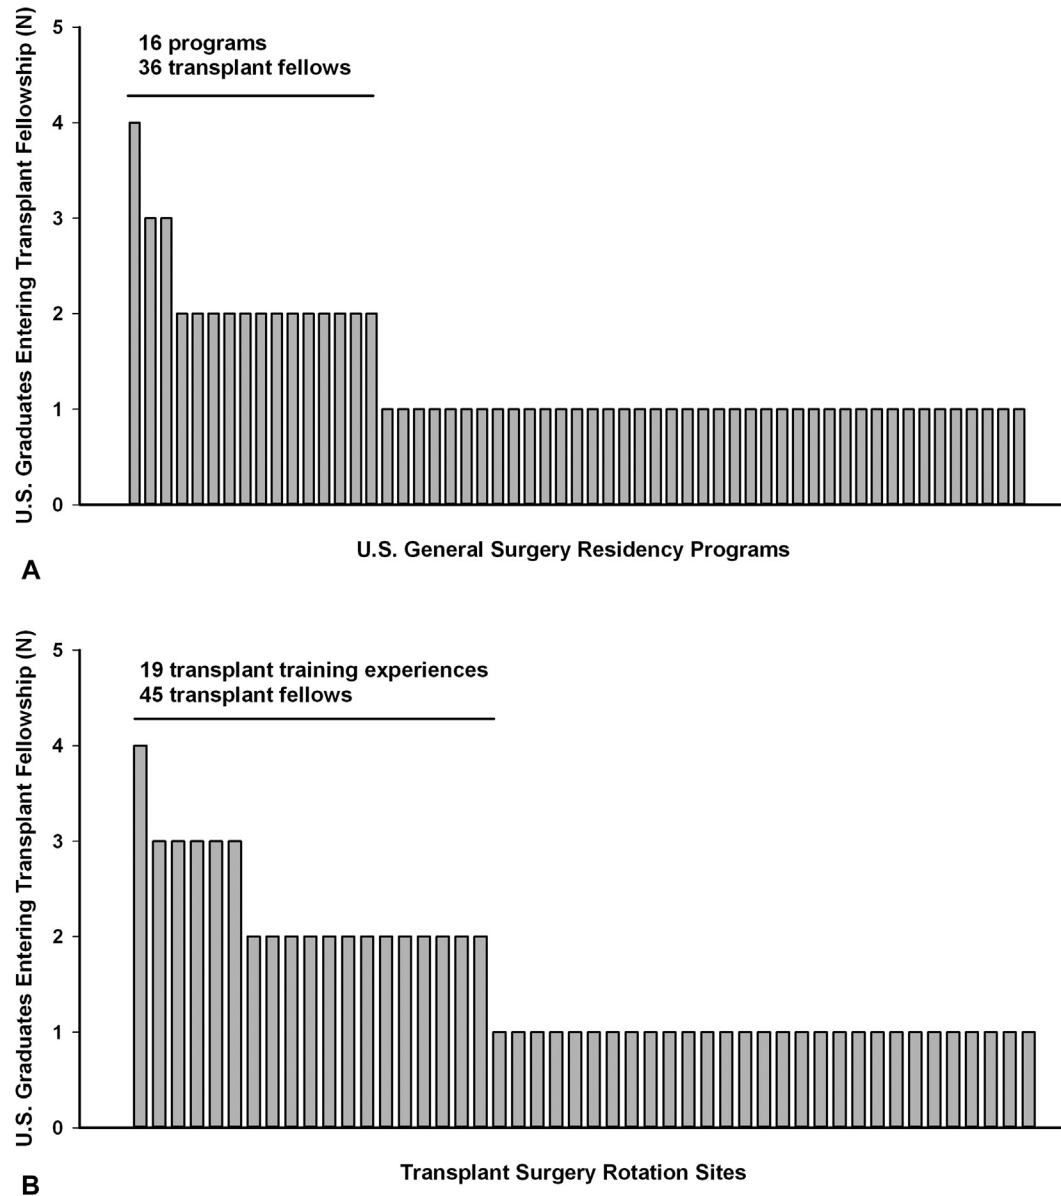 U.S. Graduates Entering Transplant Fellowship (N)
5
4
3
2
1
0
16 programs
36 transplant fellows
U.S. General Surgery Residency Programs
A
U.S. Graduates Entering Transplant Fellowship (N)
5
4
3
2
1
0
19 transplant training experiences
45 transplant fellows
Transplant Surgery Rotation Sites
B